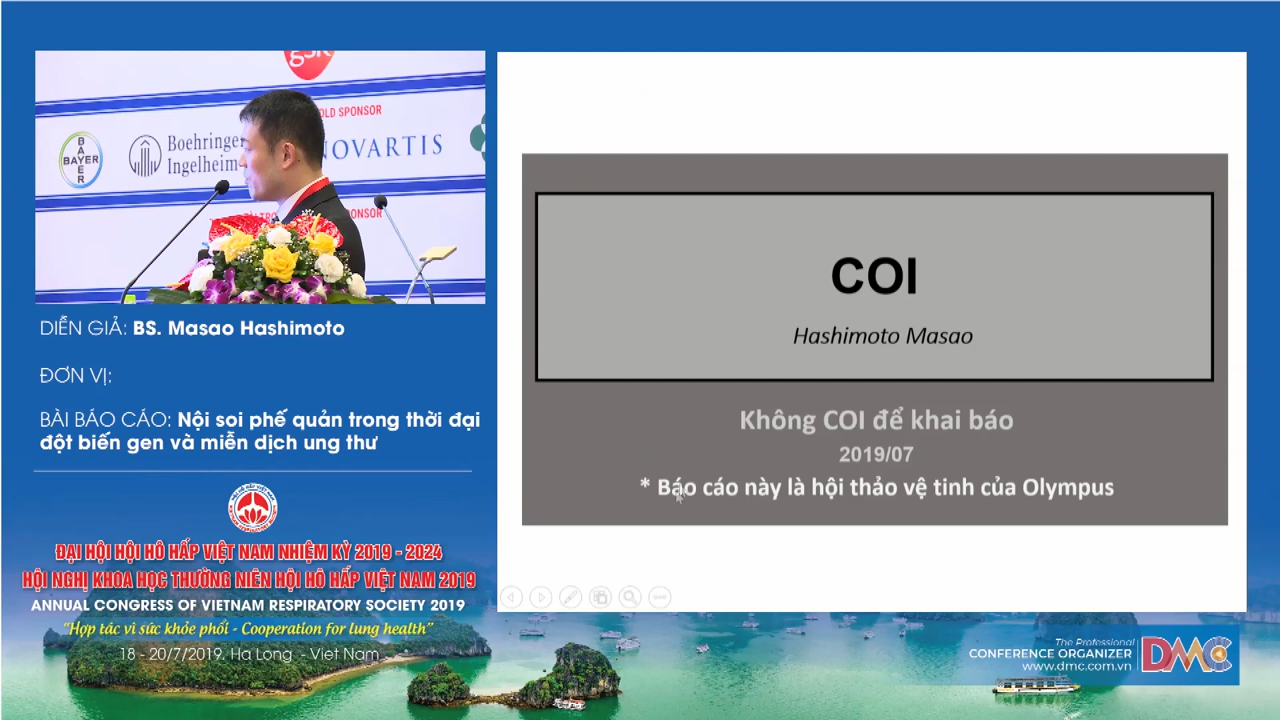 gsk
GOLD SPONSOR
BAYER
BAYER
Boehringer
Ingelheim
NOVARTIS
SPONSOR
DIỄN GIẢ: BS. Masao Hashimoto
ĐƠN VỊ:
BÀI BÁO CÁO: Nội soi phế quản trong thời đại
đột biến gen và miễn dịch ung thư
ĐẠI HỘI HỘI HÔ HẤP VIỆT NAM NHIỆM KỲ 2019 - 2024
HỘI NGHỊ KHOA HỌC THƯỜNG NIÊN HỘI HÔ HẤP VIỆT NAM 2019
ANNUAL CONGRESS OF VIETNAM RESPIRATORY SOCIETY 2019
"Hợp tác vì sức khỏe phổi - Cooperation for lung health"
18 - 20/7/2019. Ha Long - Viet Nam
COI
Hashimoto Masao
Không COI để khai báo
2019/07
* Báo cáo này là hội thảo vệ tinh của Olympus
The Professional
CONFERENCE ORGANIZER
www.dmc.com.vn
DMC